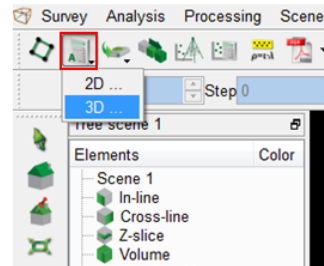 Survey Analysis Processing Scene
A
ρ=πλ
2D ...
3D ...
Step 0
Tree scene 1
Elements Color
Scene 1
In-line
Cross-line
Z-slice
Volume